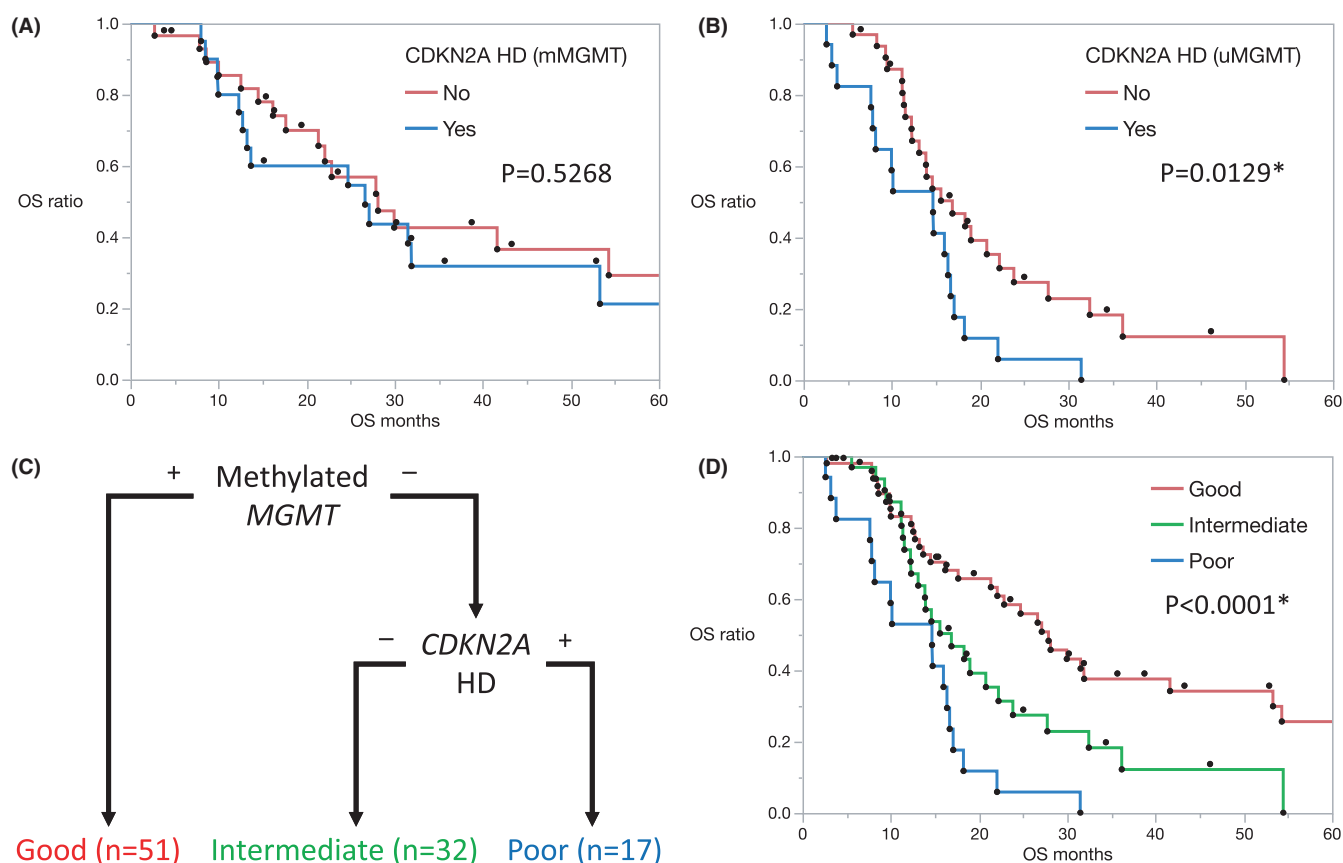 (A)
CDKN2A HD (mMGMT)
No
Yes
P=0.5268
OS ratio
1.0
0.8
0.6
0.4
0.2
0.0
0 10 20 30 40 50 60
OS months
(B)
CDKN2A HD (uMGMT)
No
Yes
P=0.0129*
OS ratio
1.0
0.8
0.6
0.4
0.2
0.0
0 10 20 30 40 50 60
OS months
(C)
+ Methylated –
MGMT
– CDKN2A +
HD
Good (n=51) Intermediate (n=32) Poor (n=17)
(D)
Good
Intermediate
Poor
P<0.0001*
OS ratio
1.0
0.8
0.6
0.4
0.2
0.0
0 10 20 30 40 50 60
OS months